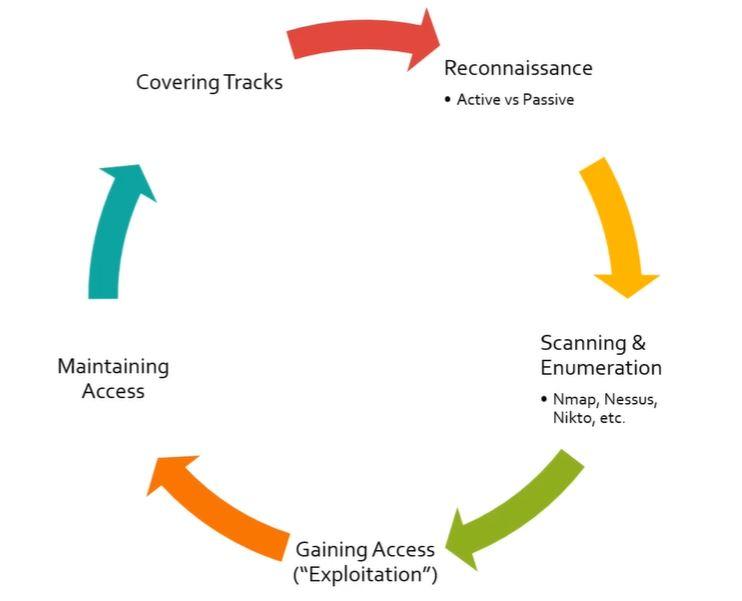 Reconnaissance
• Active vs Passive
Scanning &
Enumeration
• Nmap, Nessus,
Nikto, etc.
Gaining Access
(“Exploitation”)
Maintaining
Access
Covering Tracks